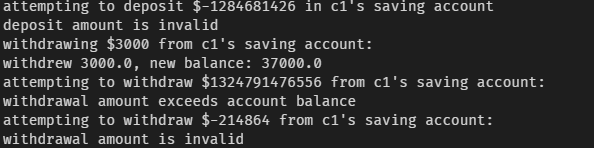 attempting to deposit $-1284681426 in c1's saving account
deposit amount is invalid
withdrawing $3000 from c1's saving account:
withdrew 3000.0, new balance: 37000.0
attempting to withdraw $1324791476556 from c1's saving account:
withdrawal amount exceeds account balance
attempting to withdraw $-214864 from c1's saving account:
withdrawal amount is invalid